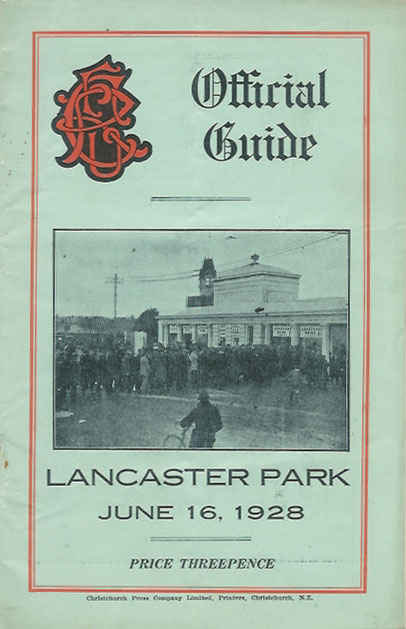 Official
Guide
LANCASTER PARK
JUNE 16, 1928
PRICE THREEPENCE
Christchurch Press Company Limited, Printers, Christchurch, N.Z.